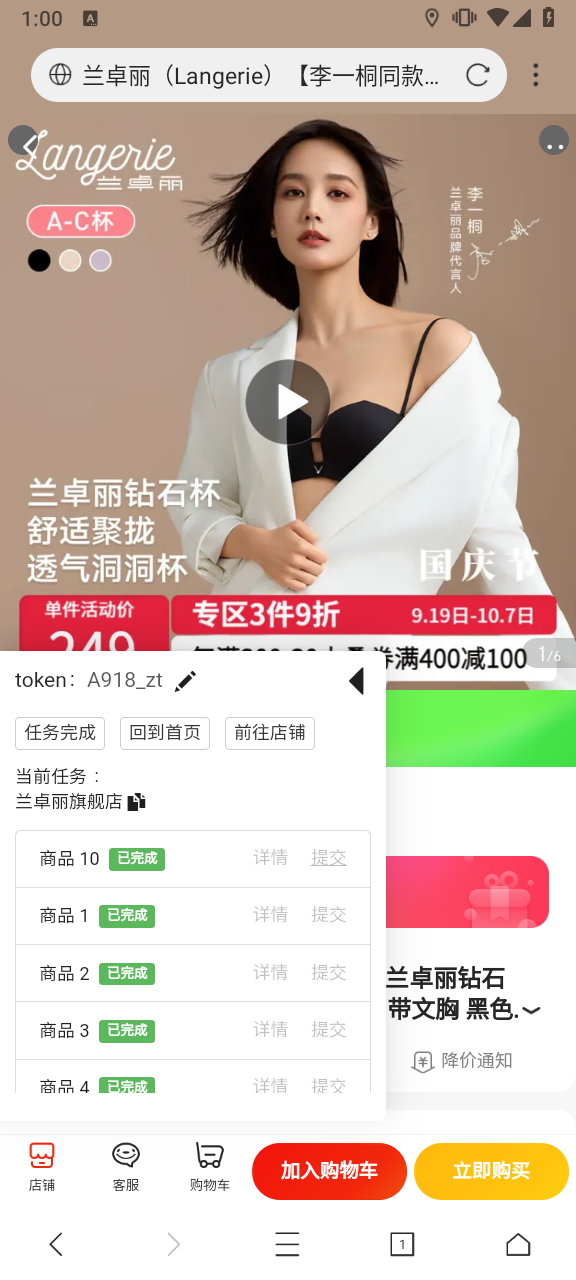 1:00
兰卓丽（Langerie）【李一桐同款...
Langerie
兰卓丽
A-C杯
李一桐
兰卓丽品牌代言人
兰卓丽钻石杯
舒适聚拢
透气洞洞杯
国庆节
单件活动价
专区3件9折
9.19日-10.7日
249
满400减100
1/6
token： A918_zt
任务完成
回到首页
前往店铺
当前任务：
兰卓丽旗舰店
商品 10 已完成 详情 提交
商品 1 已完成 详情 提交
商品 2 已完成 详情 提交
商品 3 已完成 详情 提交
商品 4 已完成 详情 提交
兰卓丽钻石
带文胸 黑色.
降价通知
店铺
客服
购物车
加入购物车
立即购买
1